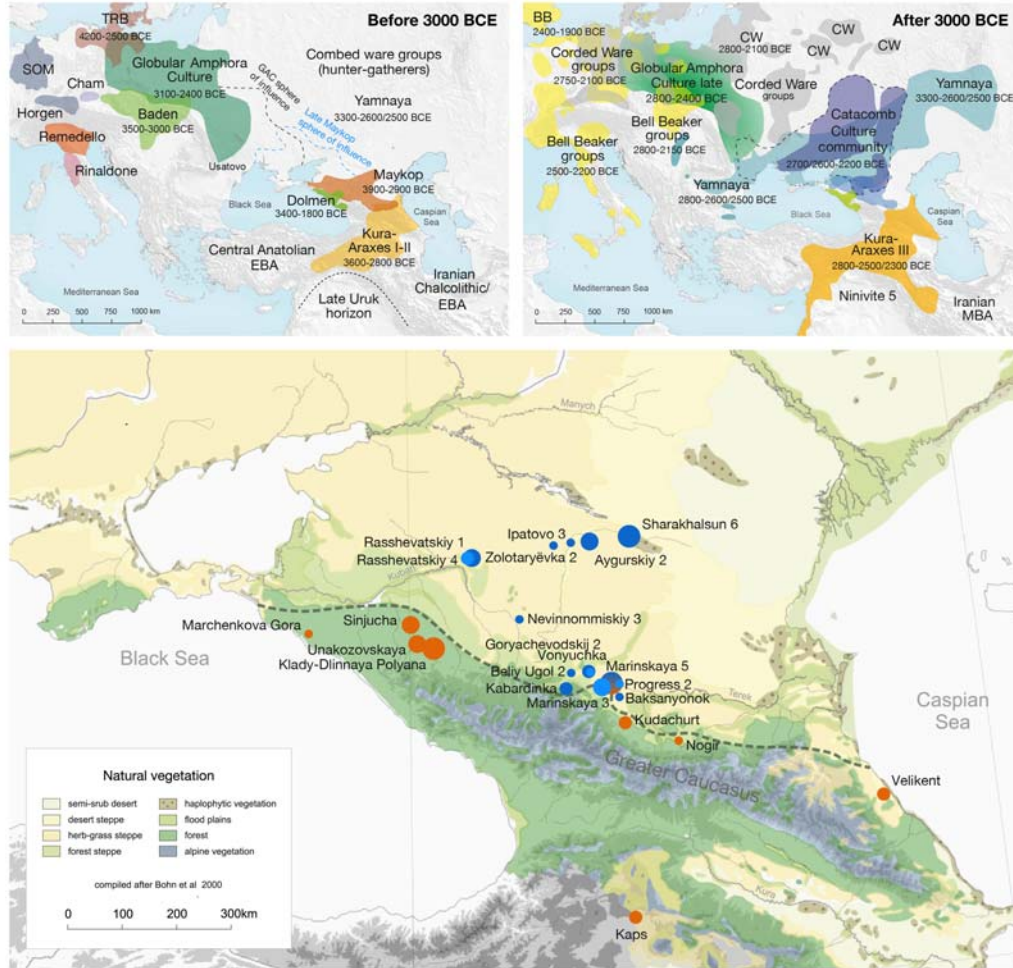 Before 3000 BCE
TRB
4200-2500 BCE
SOM
Globular Amphora
Culture
3100-2400 BCE
Combed ware groups
(hunter-gatherers)
GAC sphere
of influence
Cham
Horgen
Baden
3500-3000 BCE
Yamnaya
3300-2600/2500 BCE
Late Maykop
sphere of influence
Remedello
Rinaldone
Usatovo
Maykop
3900-2900 BCE
Black Sea
Dolmen
3400-1800 BCE
Caspian
Sea
Kura-
Araxes I-II
3600-2800 BCE
Central Anatolian
EBA
Iranian
Chalcolithic/
EBA
Mediterranean Sea
Late Uruk
horizon
0 250 500 1000 km
After 3000 BCE
BB
2400-1900 BCE
CW
2800-2100 BCE
CW
CW
CW
Corded Ware
groups
2750-2100 BCE
Globular Amphora
Culture late
2800-2400 BCE
Corded Ware
groups
Yamnaya
3300-2600/2500 BCE
Catacomb
Culture
community
2700/2600-2200 BCE
Bell Beaker
groups
2800-2150 BCE
Bell Beaker
groups
2500-2200 BCE
Yamnaya
2800-2600/2500 BCE
Black Sea
Caspian
Sea
Kura-
Araxes III
2800-2500/2300 BCE
Mediterranean Sea
Ninivite 5
Iranian
MBA
0 250 500 1000 km
Manych
Sharakhalsun 6
Ipatovo 3
Rasshevatskiy 1
Rasshevatskiy 4
Zolotaryëvka 2
Aygurskiy 2
Kuban
Nevinnommiskiy 3
Marchenkova Gora
Sinjucha
Unakozovskaya
Klady-Dlinnaya Polyana
Goryachevodskij 2
Vonyuchka
Marinskaya 5
Beliy Ugol 2
Progress 2
Kabardinka
Baksanyonok
Marinskaya 3
Terek
Black Sea
Caspian
Sea
Kudachurt
Nogir
Greater Caucasus
Velikent
Kura
Kaps
Natural vegetation
semi-srub desert
desert steppe
herb-grass steppe
forest steppe
haplophytic vegetation
flood plains
forest
alpine vegetation
compiled after Bohn et al 2000
0 100 200 300km